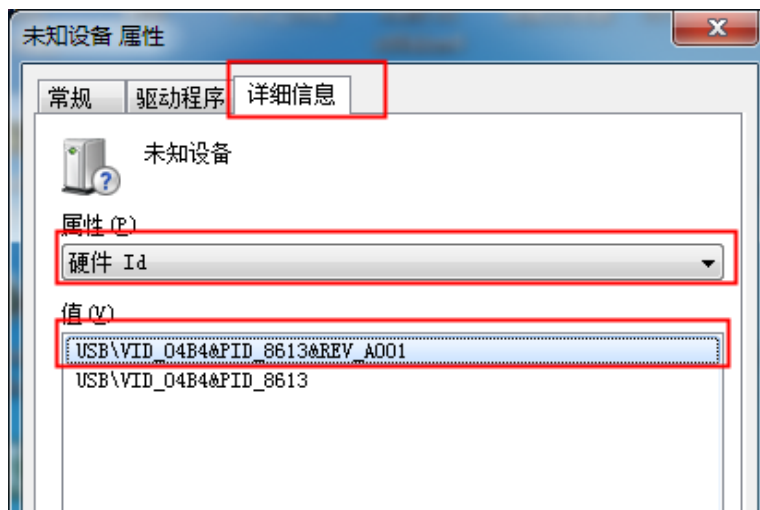 未知设备 属性
常规 驱动程序 详细信息
未知设备
属性(P)
硬件 Id
值(V)
USB\VID_04B4&PID_8613&REV_A001
USB\VID_04B4&PID_8613